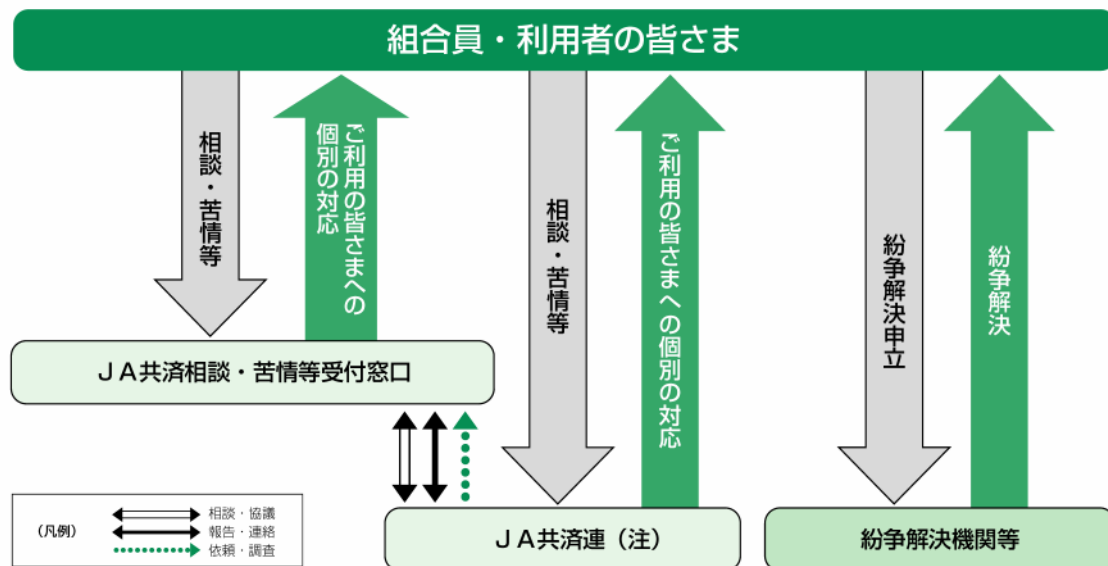 組合員・利用者の皆さま
相談・苦情等
ご利用の皆さまへの
個別の対応
相談・苦情等
ご利用の皆さまへの個別の対応
紛争解決申立
紛争解決
ＪＡ共済相談・苦情等受付窓口
（凡例）
相談・協議
報告・連絡
依頼・調査
ＪＡ共済連（注）
紛争解決機関等